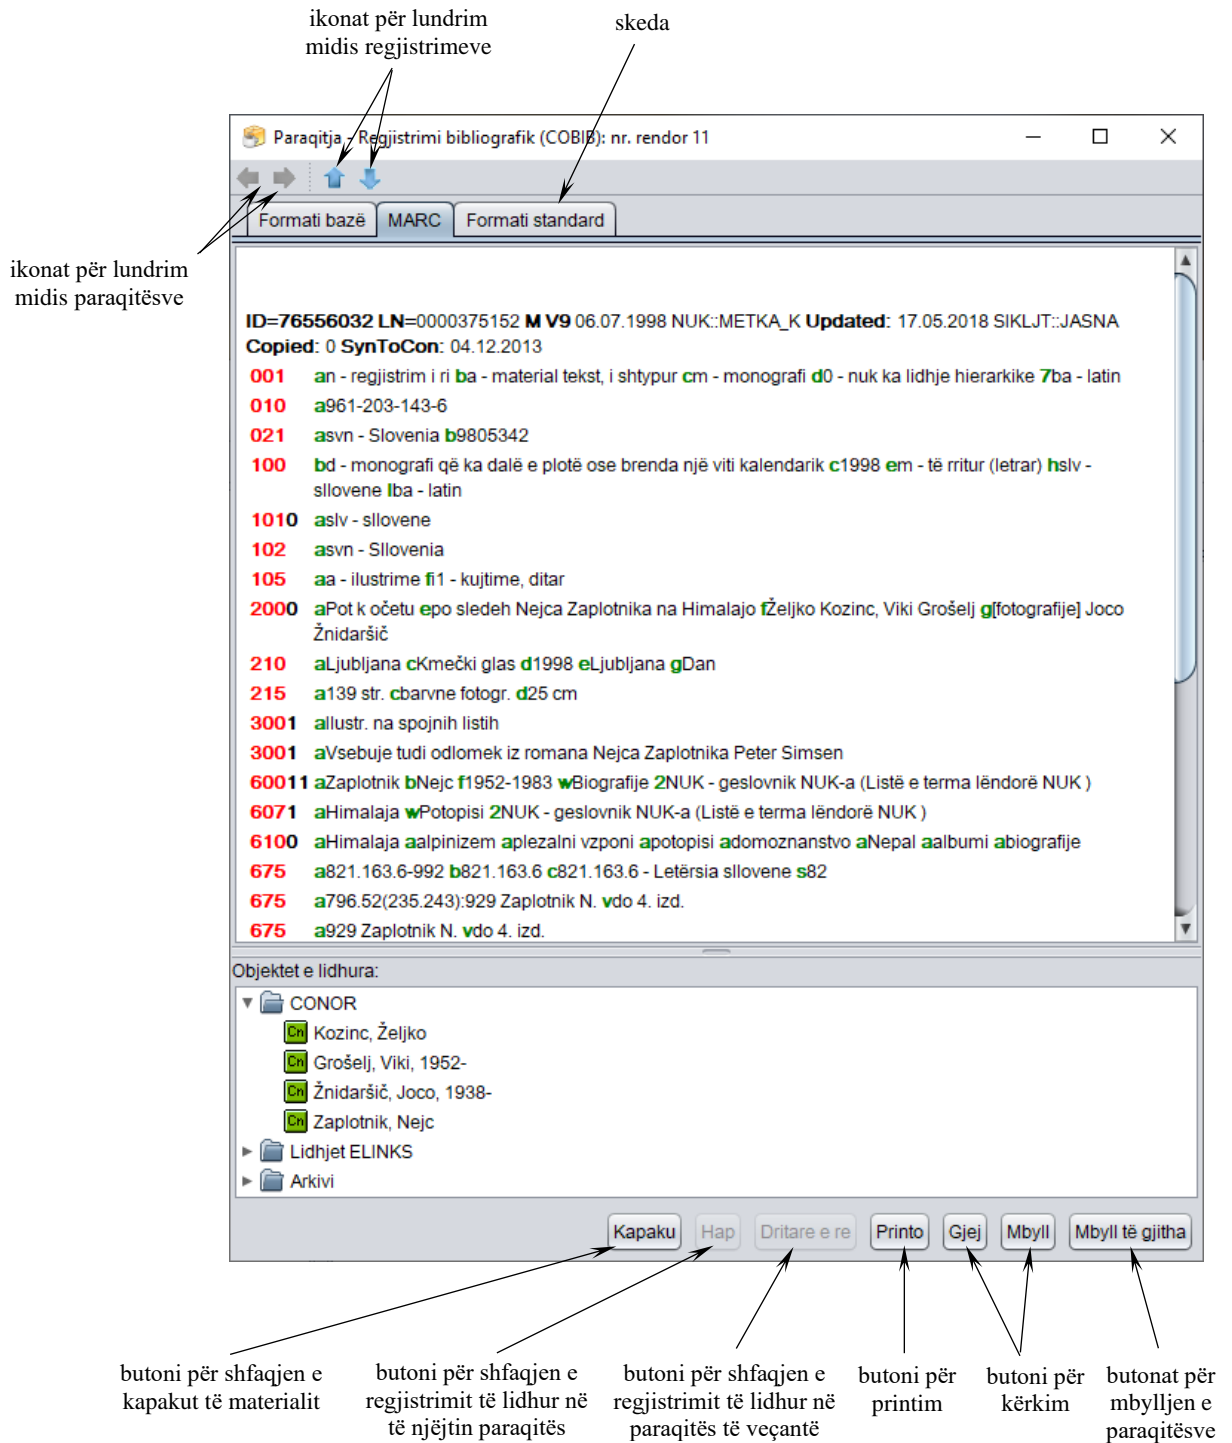 ikonat për lundrim
midis regjistrimeve
skeda
Paraqitja - Regjistrimi bibliografik (COBIB): nr. rendor 11
Formati bazë MARC Formati standard
ikonat për lundrim
midis paraqitësve
ID=76556032 LN=0000375152 M V9 06.07.1998 NUK::METKA_K Updated: 17.05.2018 SIKLJT::JASNA
Copied: 0 SynToCon: 04.12.2013
001 an - regjistrim i ri ba - material tekst, i shtypur cm - monografi d0 - nuk ka lidhje hierarkike 7ba - latin
010 a961-203-143-6
021 asvn - Slovenia b9805342
100 bd - monografi që ka dalë e plotë ose brenda një viti kalendarik c1998 em - të rritur (letrar) hslv -
sllovene lba - latin
1010 aslv - sllovene
102 asvn - Sllovenia
105 aa - ilustrime fi1 - kujtime, ditar
2000 aPot k očetu epo sledeh Nejca Zaplotnika na Himalajo fŽeljko Kozinc, Viki Grošelj g[fotografije] Joco
Žnidaršič
210 aLjubljana cKmečki glas d1998 eLjubljana gDan
215 a139 str. cbarvne fotogr. d25 cm
3001 aIlustr. na spojnih listih
3001 aVsebuje tudi odlomek iz romana Nejca Zaplotnika Peter Simsen
60011 aZaplotnik bNejc f1952-1983 wBiografije 2NUK - geslovnik NUK-a (Listë e terma lëndorë NUK )
6071 aHimalaja wPotopisi 2NUK - geslovnik NUK-a (Listë e terma lëndorë NUK )
6100 aHimalaja aalpinizem aplezalni vzponi apotopisi adomoznanstvo aNepal aalbumi abiografije
675 a821.163.6-992 b821.163.6 c821.163.6 - Letërsia sllovene s82
675 a796.52(235.243):929 Zaplotnik N. vdo 4. izd.
675 a929 Zaplotnik N. vdo 4. izd.
Objektet e lidhura:
CONOR
Cn Kozinc, Željko
Cn Grošelj, Viki, 1952-
Cn Žnidaršič, Joco, 1938-
Cn Zaplotnik, Nejc
Lidhjet ELINKS
Arkivi
Kapaku Hap Dritare e re Printo Gjej Mbyll Mbyll të gjitha
butoni për shfaqjen e
kapakut të materialit
butoni për shfaqjen e
regjistrimit të lidhur në
të njëjtin paraqitës
butoni për shfaqjen e
regjistrimit të lidhur në
paraqitës të veçantë
butoni për
printim
butoni për
kërkim
butonat për
mbylljen e
paraqitësve